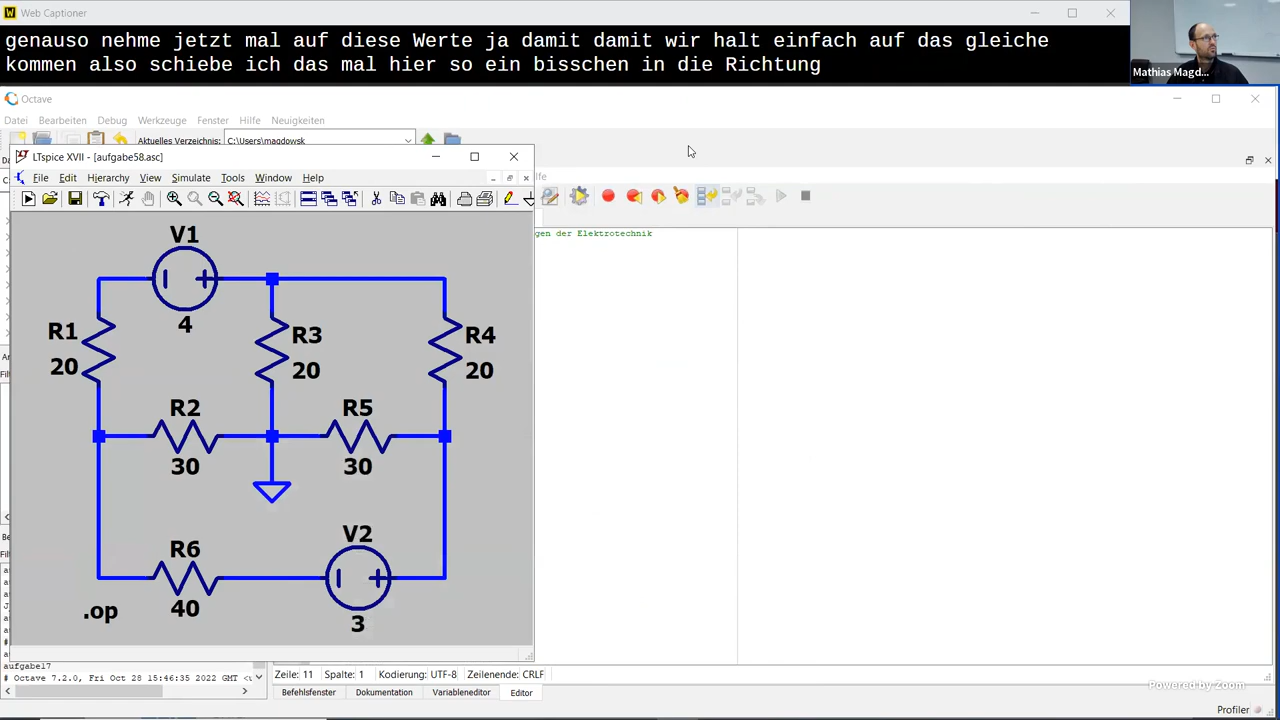 Web Captioner
genauso nehme jetzt mal auf diese Werte ja damit damit wir halt einfach auf das gleiche
kommen also schiebe ich das mal hier so ein bisschen in die Richtung
Mathias Magd...
Octave
Datei Bearbeiten Debug Werkzeuge Fenster Hilfe Neuigkeiten
Aktuelles Verzeichnis: C:\Users\magdowsk
LTspice XVII - [aufgabe58.asc]
File Edit Hierarchy View Simulate Tools Window Help
lfe
gen der Elektrotechnik
V1
4
R1
20
R3
20
R4
20
R2
30
R5
30
V2
3
R6
40
.op
aufgabe17
# Octave 7.2.0, Fri Oct 28 15:46:35 2022 GMT
Zeile: 11 Spalte: 1 Kodierung: UTF-8 Zeilenende: CRLF
Befehlsfenster Dokumentation Variableneditor Editor
Powered by Zoom
Profiler